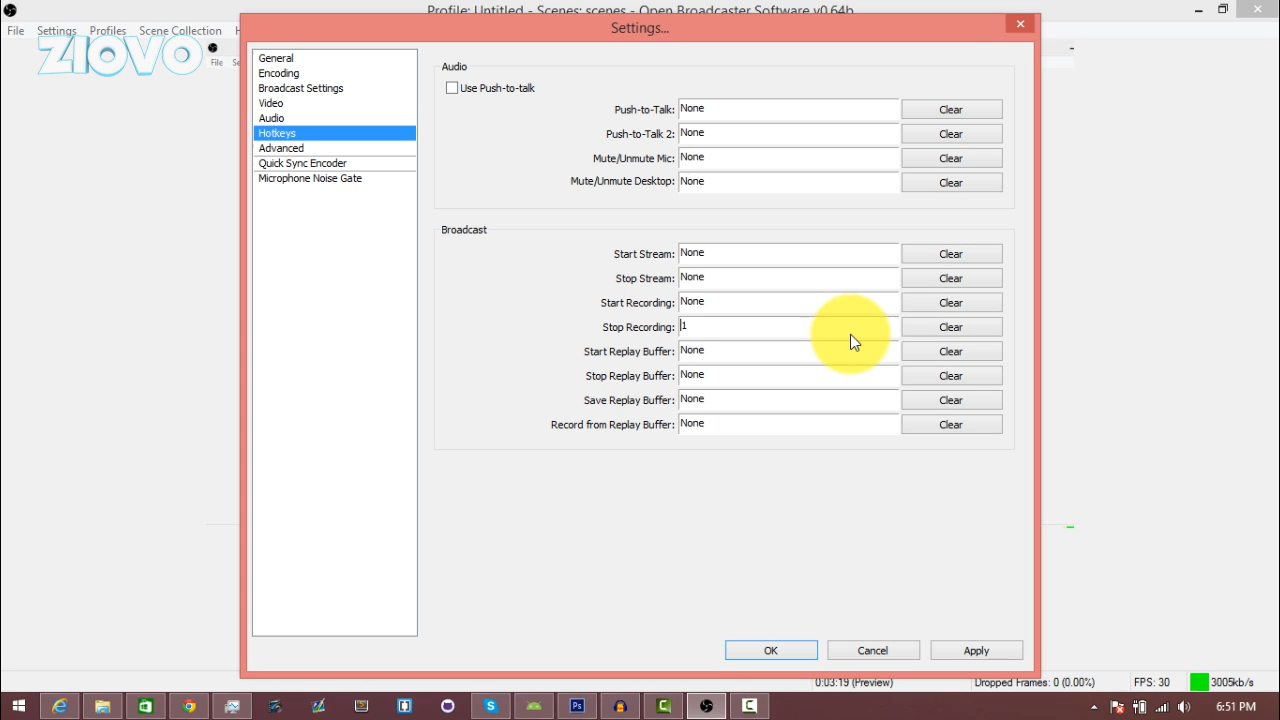 Profile: Untitled - Scenes: scenes - Open Broadcaster Software v0.64b
File Settings Profiles Scene Collection
ZIOVO
File
Settings...
General
Encoding
Broadcast Settings
Video
Audio
Hotkeys
Advanced
Quick Sync Encoder
Microphone Noise Gate
Audio
Use Push-to-talk
Push-to-Talk: None Clear
Push-to-Talk 2: None Clear
Mute/Unmute Mic: None Clear
Mute/Unmute Desktop: None Clear
Broadcast
Start Stream: None Clear
Stop Stream: None Clear
Start Recording: None Clear
Stop Recording: 1 Clear
Start Replay Buffer: None Clear
Stop Replay Buffer: None Clear
Save Replay Buffer: None Clear
Record from Replay Buffer: None Clear
OK Cancel Apply
0:03:19 (Preview) Dropped Frames: 0 (0.00%) FPS: 30 3005kb/s
6:51 PM